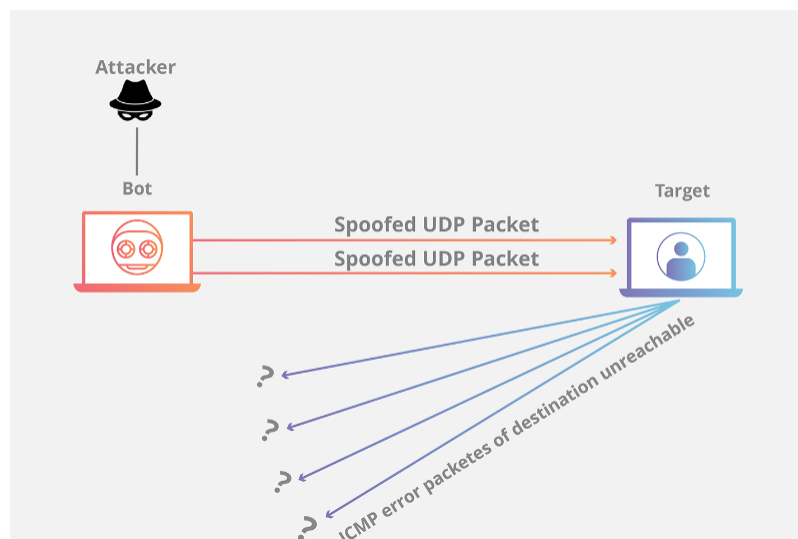 Attacker
Bot
Target
Spoofed UDP Packet
Spoofed UDP Packet
?
?
?
?
ICMP error packetes of destination unreachable